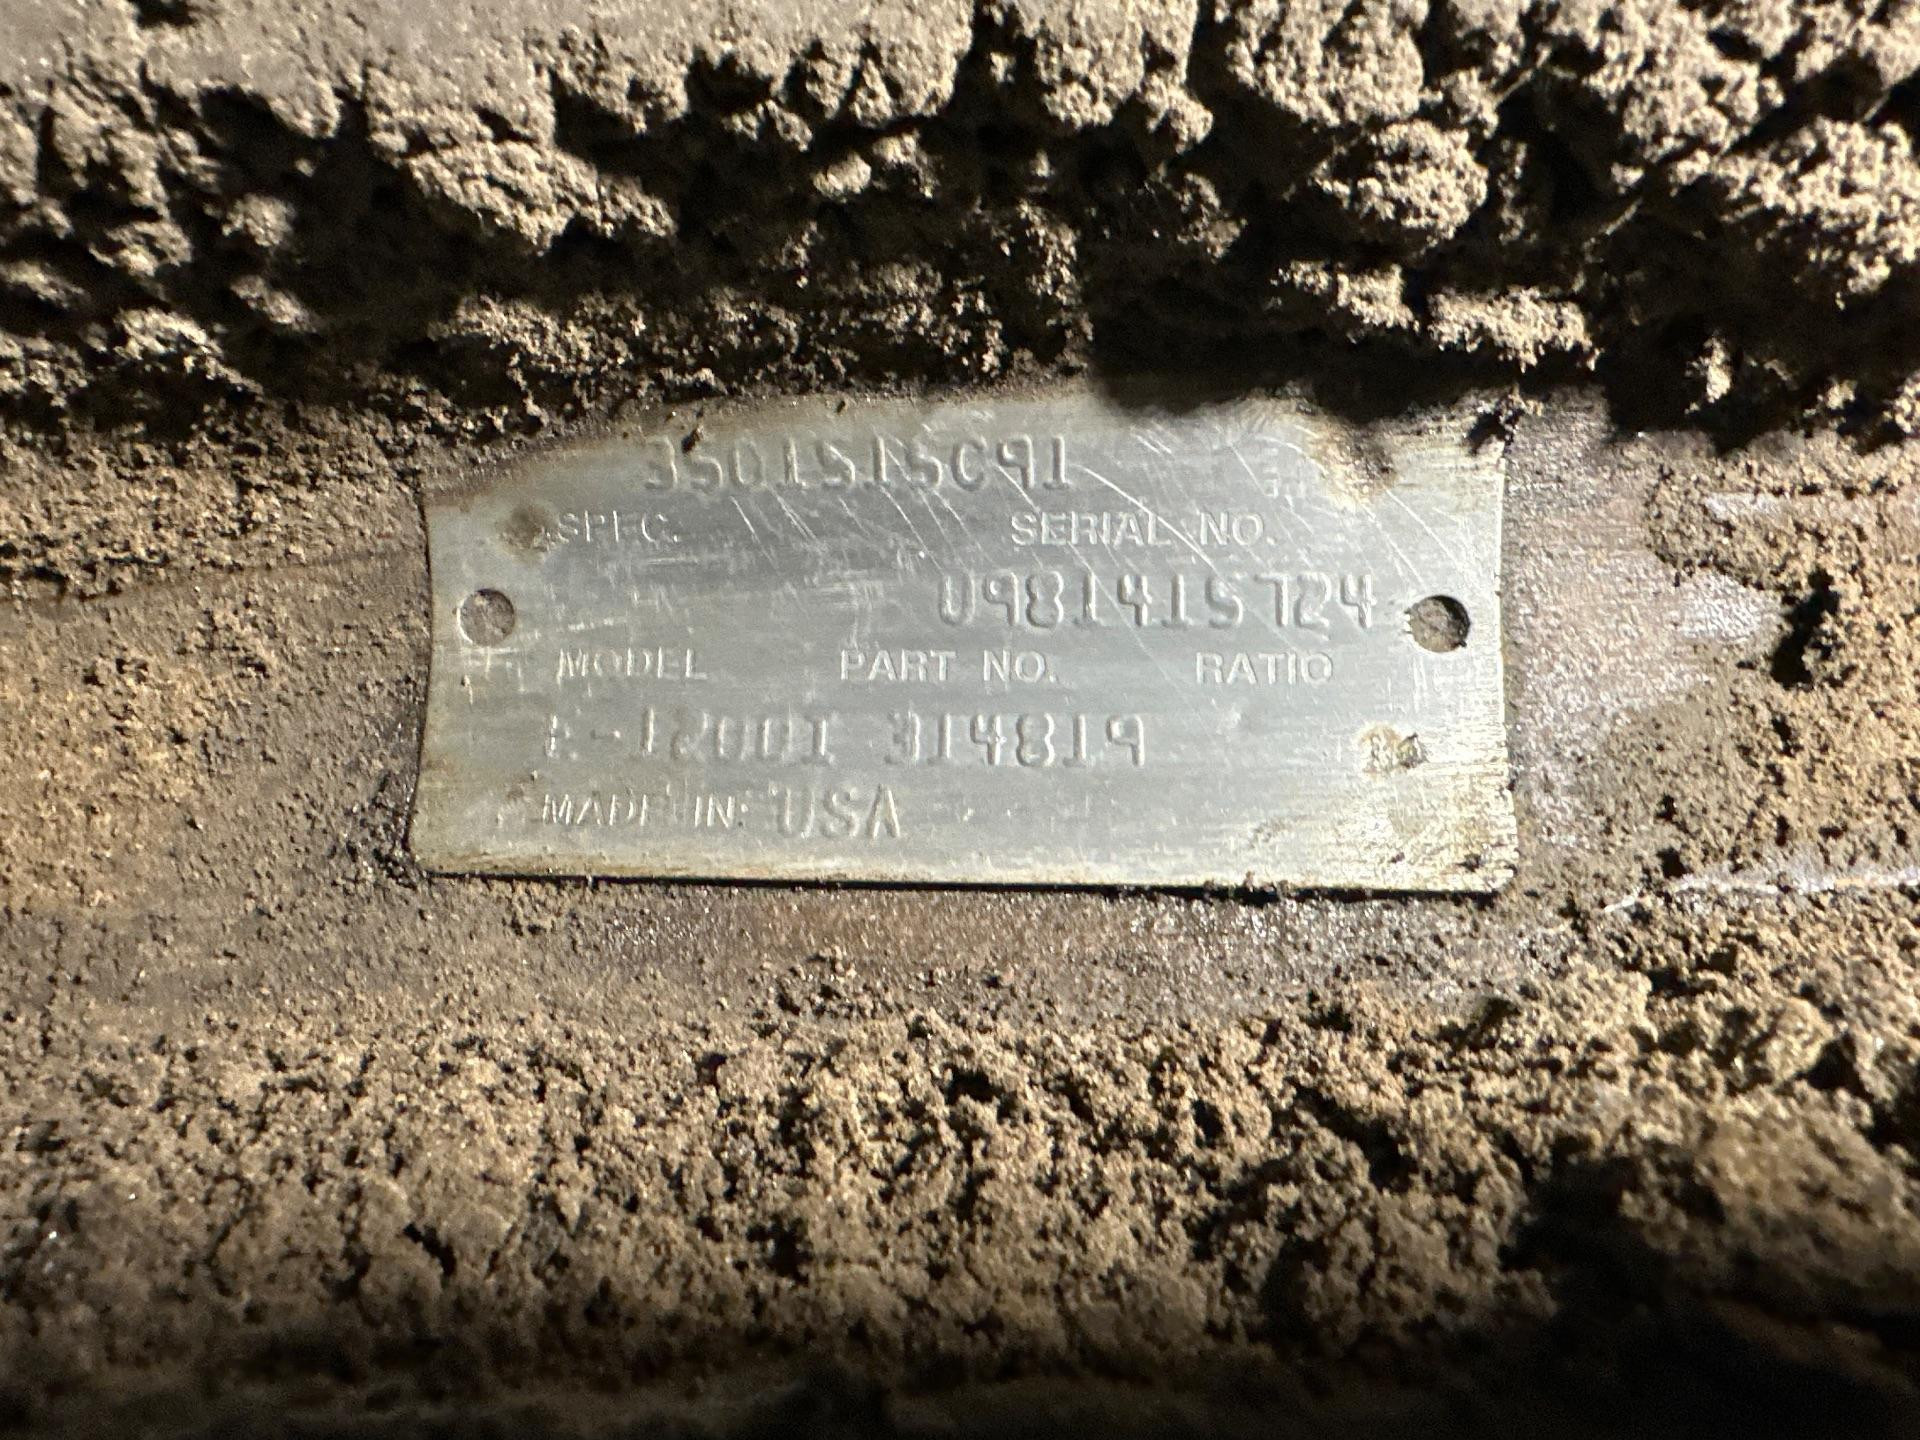 3501515C91
SPEC. SERIAL NO.
0981415724
MODEL PART NO. RATIO
E-1200I 314819
MADE IN: USA